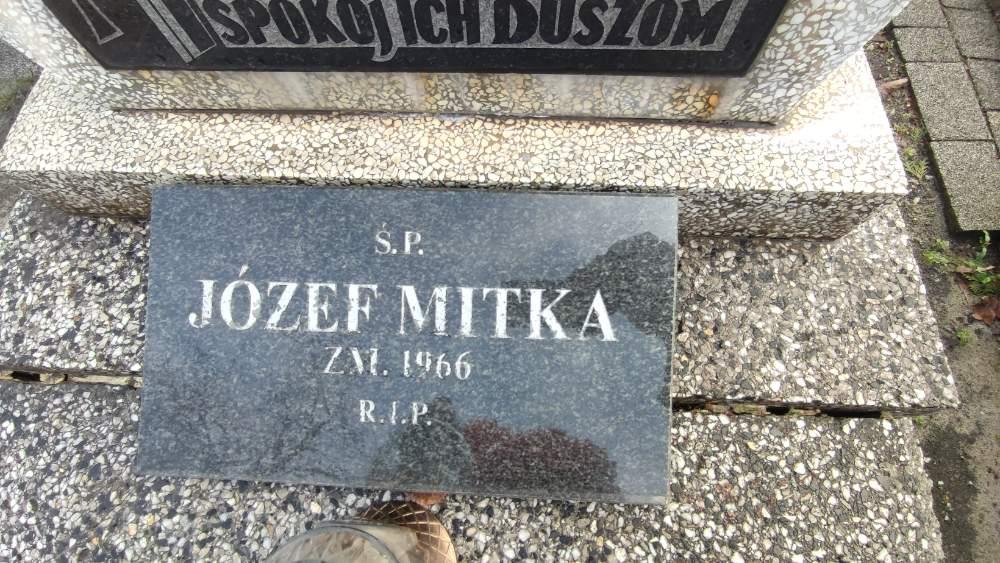 SPOKÓJ ICH DUSZOM
Ś.P.
JÓZEF MITKA
ZM. 1966
R.I.P.